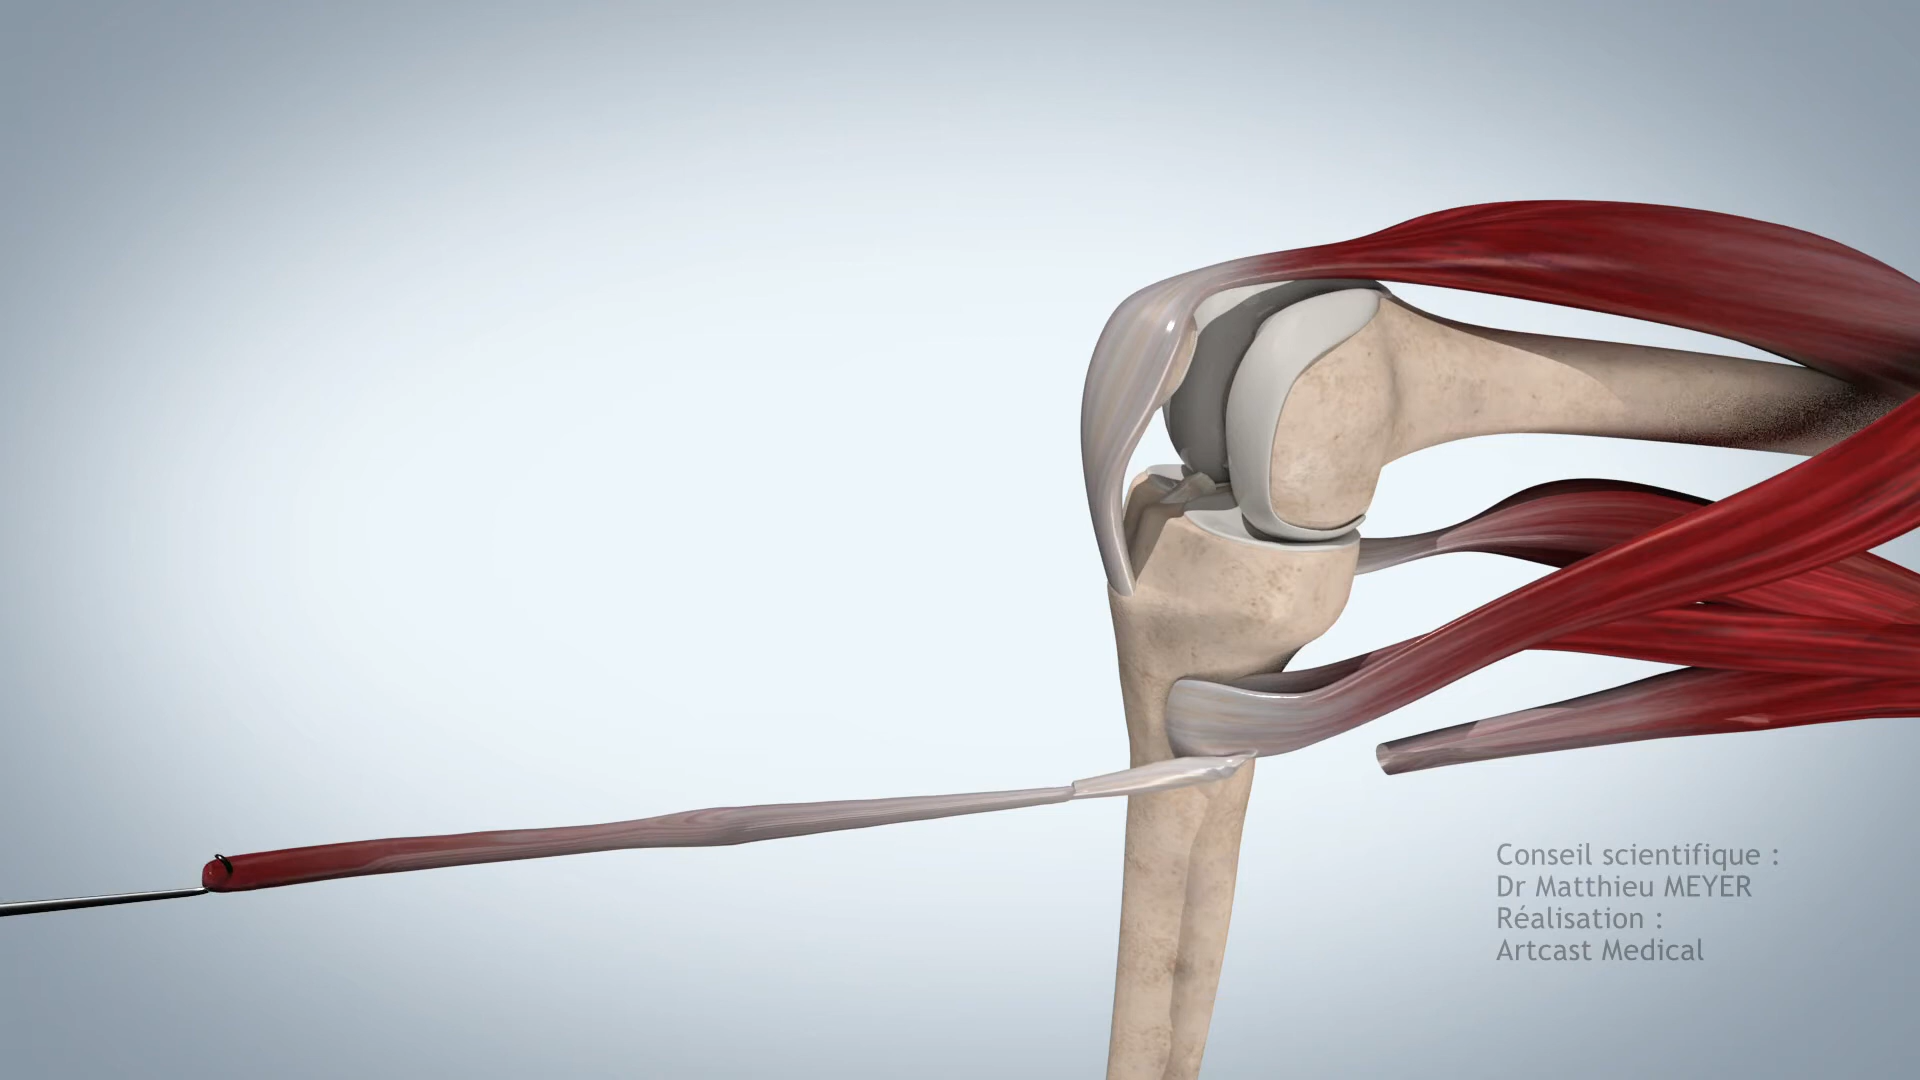 Conseil scientifique :
Dr Matthieu MEYER
Réalisation :
Artcast Medical